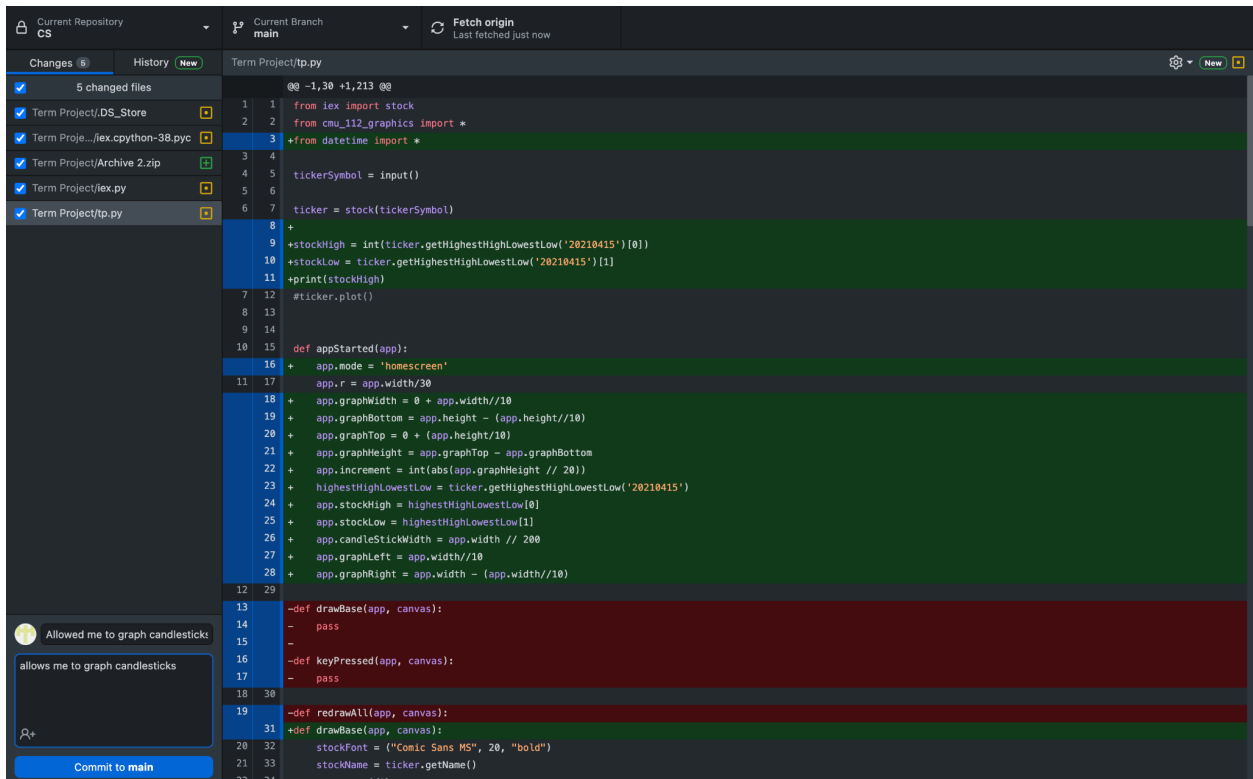 Current Repository
CS
Current Branch
main
Fetch origin
Last fetched just now
Changes 6
History New
Term Project/tp.py
New
5 changed files
Term Project/.DS_Store
Term Proje.../iex.cpython-38.pyc
Term Project/Archive 2.zip
Term Project/iex.py
Term Project/tp.py
@@ -1,30 +1,213 @@
1 1 from iex import stock
2 2 from cmu_112_graphics import *
3 +from datetime import *
3 4
4 5 tickerSymbol = input()
5 6
6 7 ticker = stock(tickerSymbol)
8 +
9 +stockHigh = int(ticker.getHighestHighLowestLow('20210415')[0])
10 +stockLow = ticker.getHighestHighLowestLow('20210415')[1]
11 +print(stockHigh)
7 12 #ticker.plot()
8 13
9 14
10 15 def appStarted(app):
16 + app.mode = 'homescreen'
11 17 app.r = app.width/30
18 + app.graphWidth = 0 + app.width//10
19 + app.graphBottom = app.height - (app.height//10)
20 + app.graphTop = 0 + (app.height/10)
21 + app.graphHeight = app.graphTop - app.graphBottom
22 + app.increment = int(abs(app.graphHeight // 20))
23 + highestHighLowestLow = ticker.getHighestHighLowestLow('20210415')
24 + app.stockHigh = highestHighLowestLow[0]
25 + app.stockLow = highestHighLowestLow[1]
26 + app.candleStickWidth = app.width // 200
27 + app.graphLeft = app.width//10
28 + app.graphRight = app.width - (app.width//10)
12 29
13 -def drawBase(app, canvas):
14 - pass
15 -
16 -def keyPressed(app, canvas):
17 - pass
18 30
19 -def redrawAll(app, canvas):
31 +def drawBase(app, canvas):
20 32 stockFont = ("Comic Sans MS", 20, "bold")
21 33 stockName = ticker.getName()
Allowed me to graph candlesticks
allows me to graph candlesticks
Commit to main